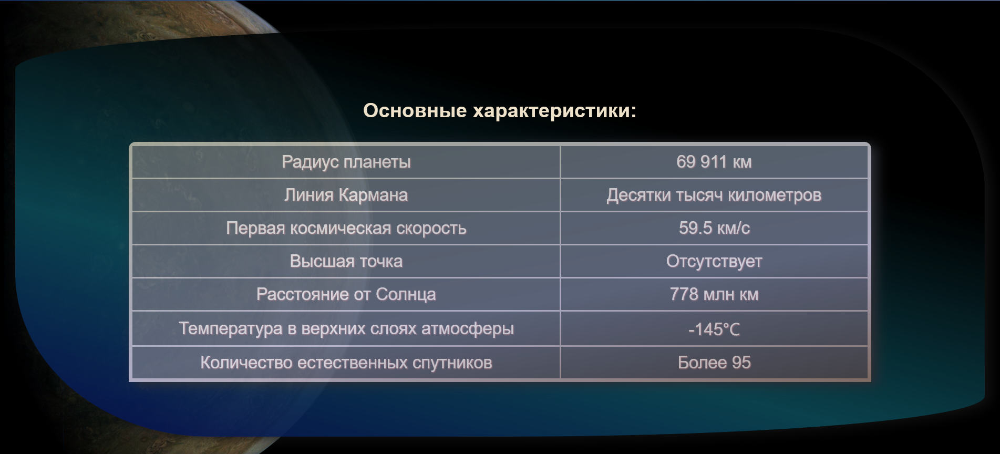 Основные характеристики:
Радиус планеты 69 911 км
Линия Кармана Десятки тысяч километров
Первая космическая скорость 59.5 км/с
Высшая точка Отсутствует
Расстояние от Солнца 778 млн км
Температура в верхних слоях атмосферы -145°C
Количество естественных спутников Более 95